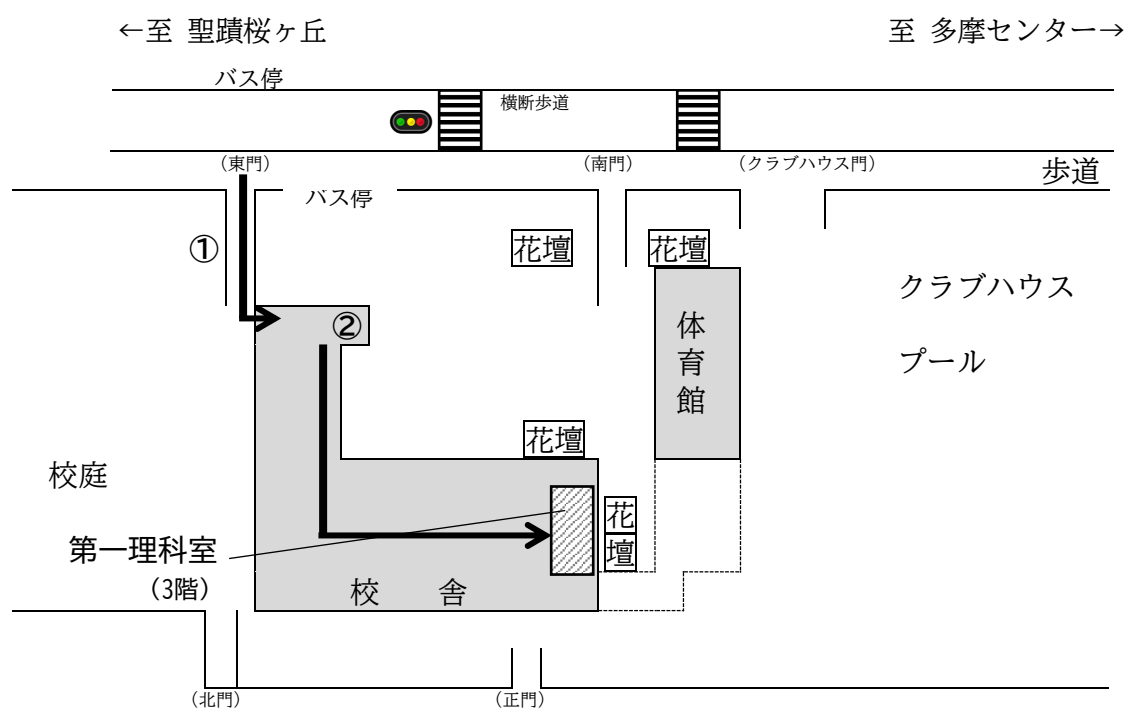 ←至 聖蹟桜ヶ丘
至 多摩センター→
バス停
横断歩道
（東門）
（南門）
（クラブハウス門）
歩道
バス停
①
花壇
花壇
クラブハウス
②
体育館
プール
花壇
校庭
花壇
第一理科室
（3階）
校 舎
（北門）
（正門）